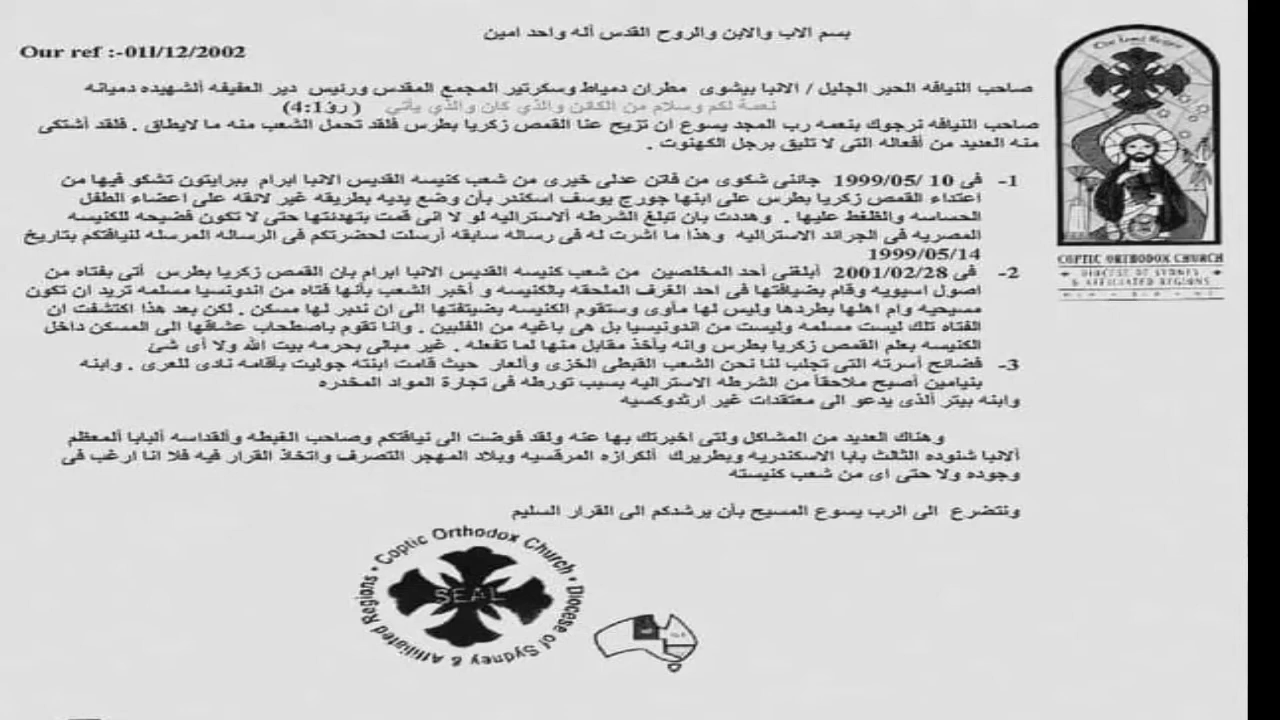 بسم الاب والابن والروح القدس أله واحد امين
Our ref :-01l/12/2002
صاحب النيافه الحبر الجليل / الانبا بيشوى مطران دمياط وسكرتير المجمع المقدس ورئيس دير العفيفه ألشهيده دميانه
نعمة لكم وسلام من الكائن والذي كان والذي يأتي ( رؤ4:1)
صاحب النيافه نرجوك بنعمه رب المجد يسوع ان تزيح عنا القمص زكريا بطرس فلقد تحمل الشعب منه ما لايطاق . فلقد أشتكى
منه العديد من أفعاله التى لا تليق برجل الكهنوت .
1- فى 10 /05/ 1999 جائنى شكوى من فاتن عدلى خيرى من شعب كنيسه القديس الانبا ابرام ببرايتون تشكو فيها من
اعتداء القمص زكريا بطرس على ابنها جورج يوسف اسكندر بأن وضع يديه بطريقه غير لائقه على اعضاء الطفل
الحساسه والظغط عليها . وهددت بان تبلغ الشرطه ألاستراليه لو لا انى قمت بتهدئتها حتى لا تكون فضيحه للكنيسه
المصريه فى الجرائد الاستراليه وهذا ما اشرت له فى رساله سابقه أرسلت لحضرتكم فى الرساله المرسله لنيافتكم بتاريخ
1999/05/14
2- فى 2001/02/28 أبلغنى أحد المخلصين من شعب كنيسه القديس الانبا ابرام بان القمص زكريا بطرس أتى بفتاه من
اصول اسيويه وقام بضيافتها فى احد الغرف الملحقه بالكنيسه و أخبر الشعب بأنها فتاه من اندونسيا مسلمه تريد ان تكون
مسيحيه وام اهلها بطردها وليس لها مأوى وستقوم الكنيسه بضيتفتها الى ان ندبر لها مسكن . لكن بعد هذا اكتشفت ان
الفتاه تلك ليست مسلمه وليست من اندونيسيا بل هى باغيه من الفلبين . وانا تقوم باصطحاب عشاقها الى المسكن داخل
الكنيسه بعلم القمص زكريا بطرس وانه يأخذ مقابل منها لما تفعله . غير مبالى بحرمه بيت الله ولا أى شئ
3- فضائح أسرته التى تجلب لنا نحن الشعب القبطى الخزى وألعار حيث قامت ابنته جوليت بأقامه نادى للعرى . وابنه
بنيامين أصبح ملاحقاً من الشرطه الاستراليه بسبب تورطه فى تجارة المواد المخدره
وابنه بيتر ألذى يدعو الى معتقدات غير ارثدوكسيه
وهناك العديد من المشاكل ولتى اخبرتك بها عنه ولقد فوضت الى نيافتكم وصاحب الغبطه وألقداسه ألبابا ألمعظم
ألانبا شنوده الثالث بابا الاسكندريه وبطريرك ألكرازه المرقسيه وبلاد المهجر التصرف واتخاذ القرار فيه فلا انا ارغب فى
وجوده ولا حتى اى من شعب كنيسته
ونتضرع الى الرب يسوع المسيح بأن يرشدكم الى القرار السليم
COPTIC ORTHODOX CHURCH
DIOCESE OF SYDNEY
& AFFILIATED REGIONS
Coptic Orthodox Church • Diocese of Sydney & Affiliated Regions •
SEAL